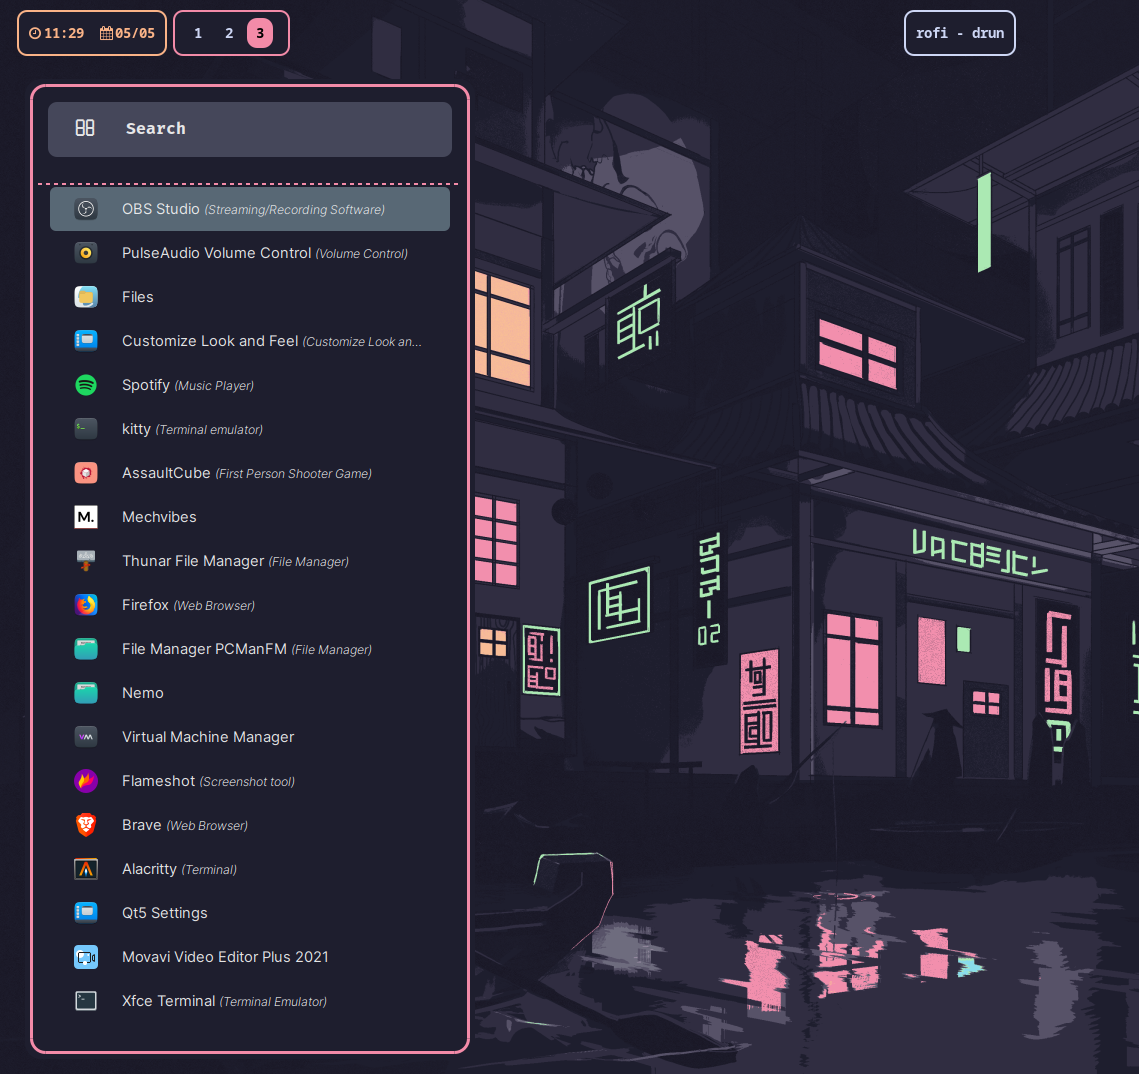 11:29 05/05 1 2 3 rofi - drun
Search
OBS Studio (Streaming/Recording Software)
PulseAudio Volume Control (Volume Control)
Files
Customize Look and Feel (Customize Look an...
Spotify (Music Player)
kitty (Terminal emulator)
AssaultCube (First Person Shooter Game)
M. Mechvibes
Thunar File Manager (File Manager)
Firefox (Web Browser)
File Manager PCManFM (File Manager)
Nemo
Virtual Machine Manager
Flameshot (Screenshot tool)
Brave (Web Browser)
Alacritty (Terminal)
Qt5 Settings
Movavi Video Editor Plus 2021
Xfce Terminal (Terminal Emulator)
02